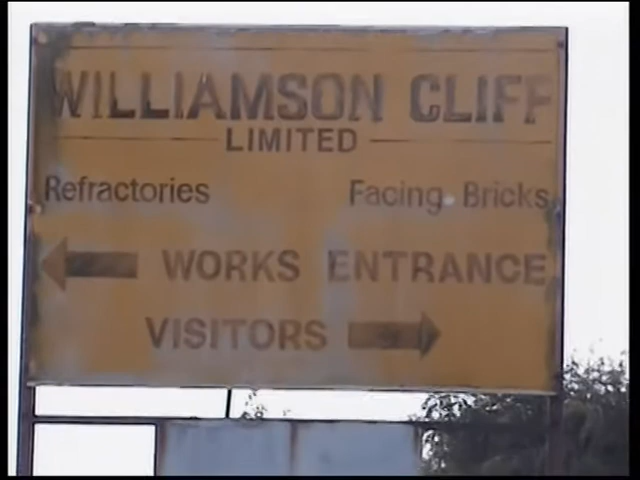 WILLIAMSON CLIFF
LIMITED
Refractories Facing Bricks
WORKS ENTRANCE
VISITORS